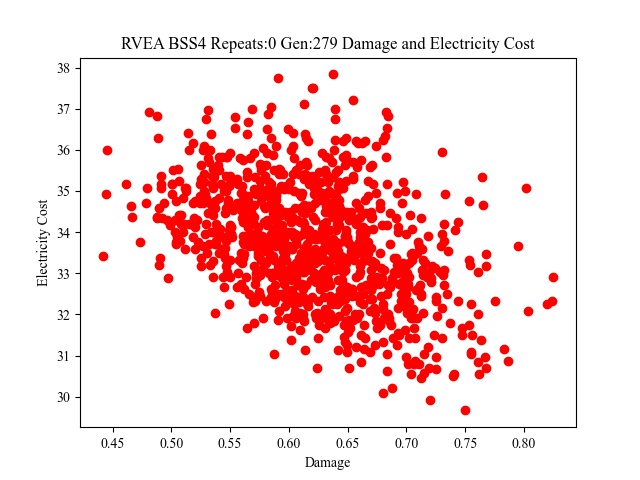 RVEA BSS4 Repeats:0 Gen:279 Damage and Electricity Cost
38
37
36
35
34
33
32
31
30
Electricity Cost
0.45 0.50 0.55 0.60 0.65 0.70 0.75 0.80
Damage